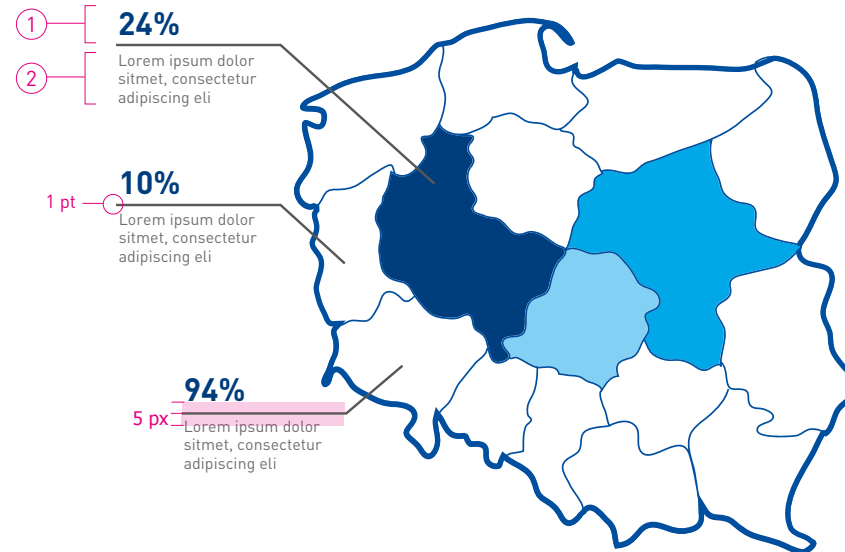 1
24%
2
Lorem ipsum dolor
sitmet, consectetur
adipiscing eli
10%
1 pt
Lorem ipsum dolor
sitmet, consectetur
adipiscing eli
94%
5 px
Lorem ipsum dolor
sitmet, consectetur
adipiscing eli